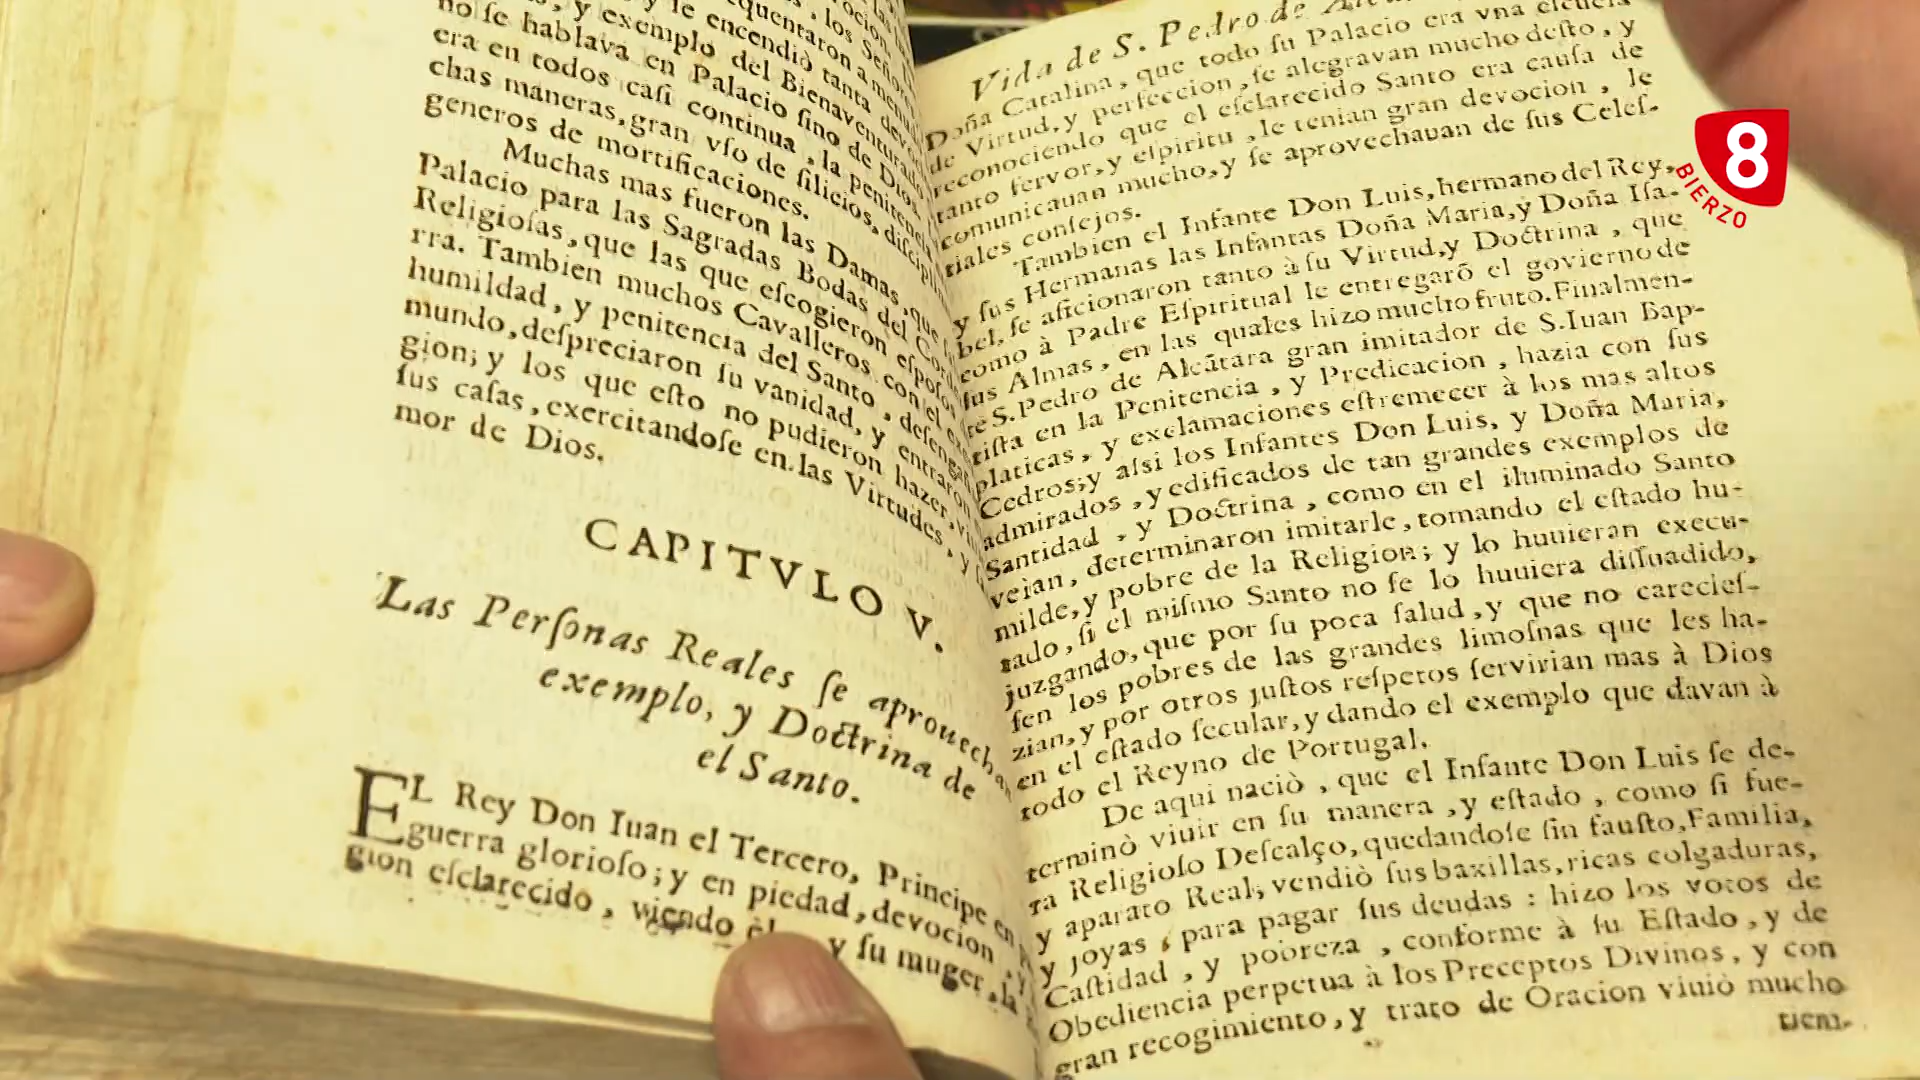 no ſe hablava en Palacio ſino de Dios,
era en todos caſi continua, la penitencia,
chas maneras, gran vſo de ſilicios, diſciplin
generos de mortificaciones.
Muchas mas fueron las Damas, que
Palacio para las Sagradas Bodas del Corde
Religioſas, que las que eſcogieron eſpoſos
rra. Tambien muchos Cavalleros con el
humildad, y penitencia del Santo, deſengañ
mundo, deſpreciaron ſu vanidad, y entraron
gion; y los que eſto no pudieron hazer, vi
ſus caſas, exercitandoſe en las Virtudes, y
mor de Dios.
CAPITVLO V.
Las Perſonas Reales ſe aprouechan
exemplo, y Doctrina de
el Santo.
EL Rey Don Iuan el Tercero, Principe en
guerra glorioſo; y en piedad, devocion, y
gion eſclarecido, viendo èl, y ſu muger, la
Vida de S. Pedro de
Doña Catalina, que todo ſu Palacio era vna eſcuela
de Virtud, y perfeccion, ſe alegravan mucho deſto, y
reconociendo que el eſclarecido Santo era cauſa de
tanto fervor, y eſpiritu, le tenian gran devocion, le
comunicauan mucho, y ſe aprovechauan de ſus Celeſ-
tiales conſejos.
Tambien el Infante Don Luis, hermano del Rey,
y ſus Hermanas las Infantas Doña Maria, y Doña Iſa-
bel, ſe aficionaron tanto à ſu Virtud, y Doctrina, que
como à Padre Eſpiritual le entregarō el govierno de
ſus Almas, en las quales hizo mucho fruto. Finalmen-
te S. Pedro de Alcãtara gran imitador de S. Iuan Bap-
tiſta en la Penitencia, y Predicacion, hazia con ſus
platicas, y exclamaciones eſtremecer à los mas altos
Cedros; y aſsi los Infantes Don Luis, y Doña Maria,
admirados, y edificados de tan grandes exemplos de
Santidad, y Doctrina, como en el iluminado Santo
veian, determinaron imitarle, tomando el eſtado hu-
milde, y pobre de la Religion; y lo huuieran execu-
tado, ſi el miſmo Santo no ſe lo huuiera diſſuadido,
juzgando, que por ſu poca ſalud, y que no carecieſ-
ſen los pobres de las grandes limoſnas que les ha-
zian, y por otros juſtos reſpetos ſervirian mas à Dios
en el eſtado ſecular, y dando el exemplo que davan à
todo el Reyno de Portugal.
De aqui naciò, que el Infante Don Luis ſe de-
terminò viuir en ſu manera, y eſtado, como ſi fue-
ra Religioſo Deſcalço, quedandoſe ſin fauſto, Familia,
y aparato Real; vendiò ſus baxillas, ricas colgaduras,
y joyas, para pagar ſus deudas: hizo los votos de
Caſtidad, y pobreza, conforme à ſu Eſtado, y de
Obediencia perpetua à los Preceptos Divinos, y con
gran recogimiento, y trato de Oracion viuiò mucho
tiem-
8
BIERZO